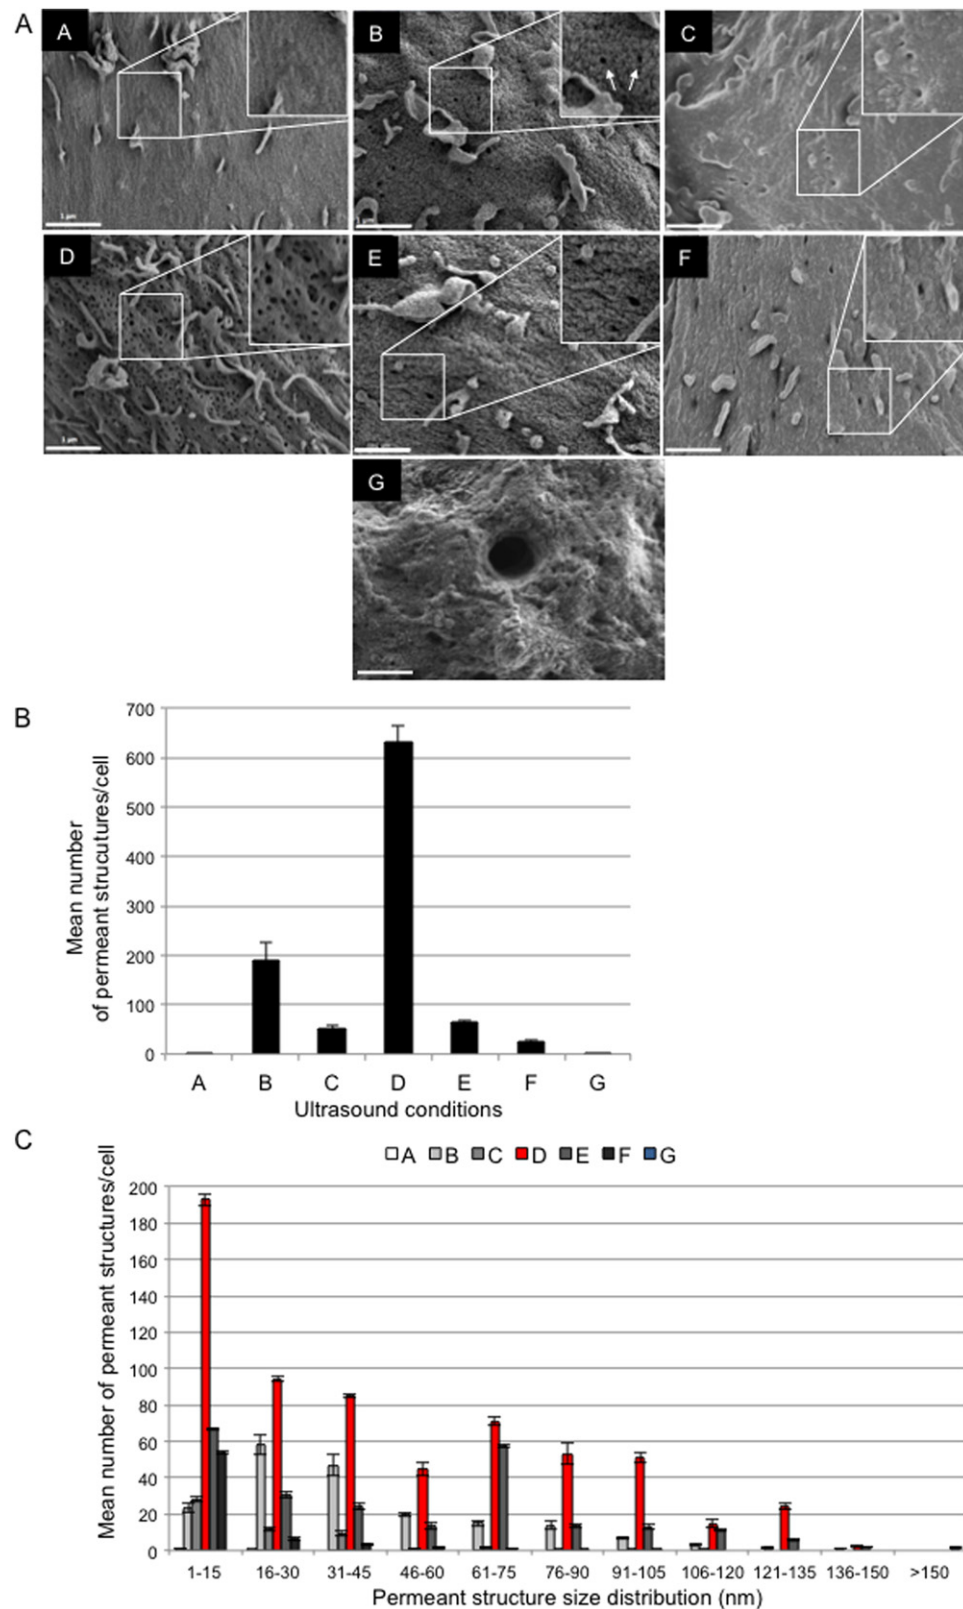 A
A
B
C
1 µm
D
E
F
1 µm
G
B
700
600
500
400
300
200
100
0
Mean number
of permeant strucutures/cell
A B C D E F G
Ultrasound conditions
C
A B C D E F G
200
180
160
140
120
100
80
60
40
20
0
Mean number of permeant structures/cell
1-15 16-30 31-45 46-60 61-75 76-90 91-105 106-120 121-135 136-150 >150
Permeant structure size distribution (nm)